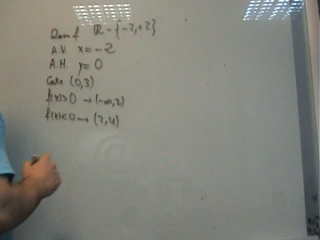 Dom f ℝ - {-2,+2}
A.V. x=-2
A.H. y=0
Corte (0,3)
f(x)>0 → (-∞,2)
f(x)<0 → (2,4)